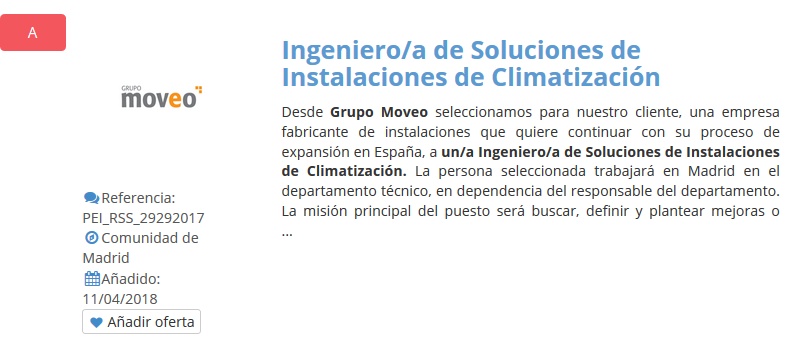 A
GRUPO
moveo
Referencia:
PEI_RSS_29292017
Comunidad de
Madrid
Añadido:
11/04/2018
Añadir oferta
Ingeniero/a de Soluciones de
Instalaciones de Climatización
Desde Grupo Moveo seleccionamos para nuestro cliente, una empresa
fabricante de instalaciones que quiere continuar con su proceso de
expansión en España, a un/a Ingeniero/a de Soluciones de Instalaciones
de Climatización. La persona seleccionada trabajará en Madrid en el
departamento técnico, en dependencia del responsable del departamento.
La misión principal del puesto será buscar, definir y plantear mejoras o
...